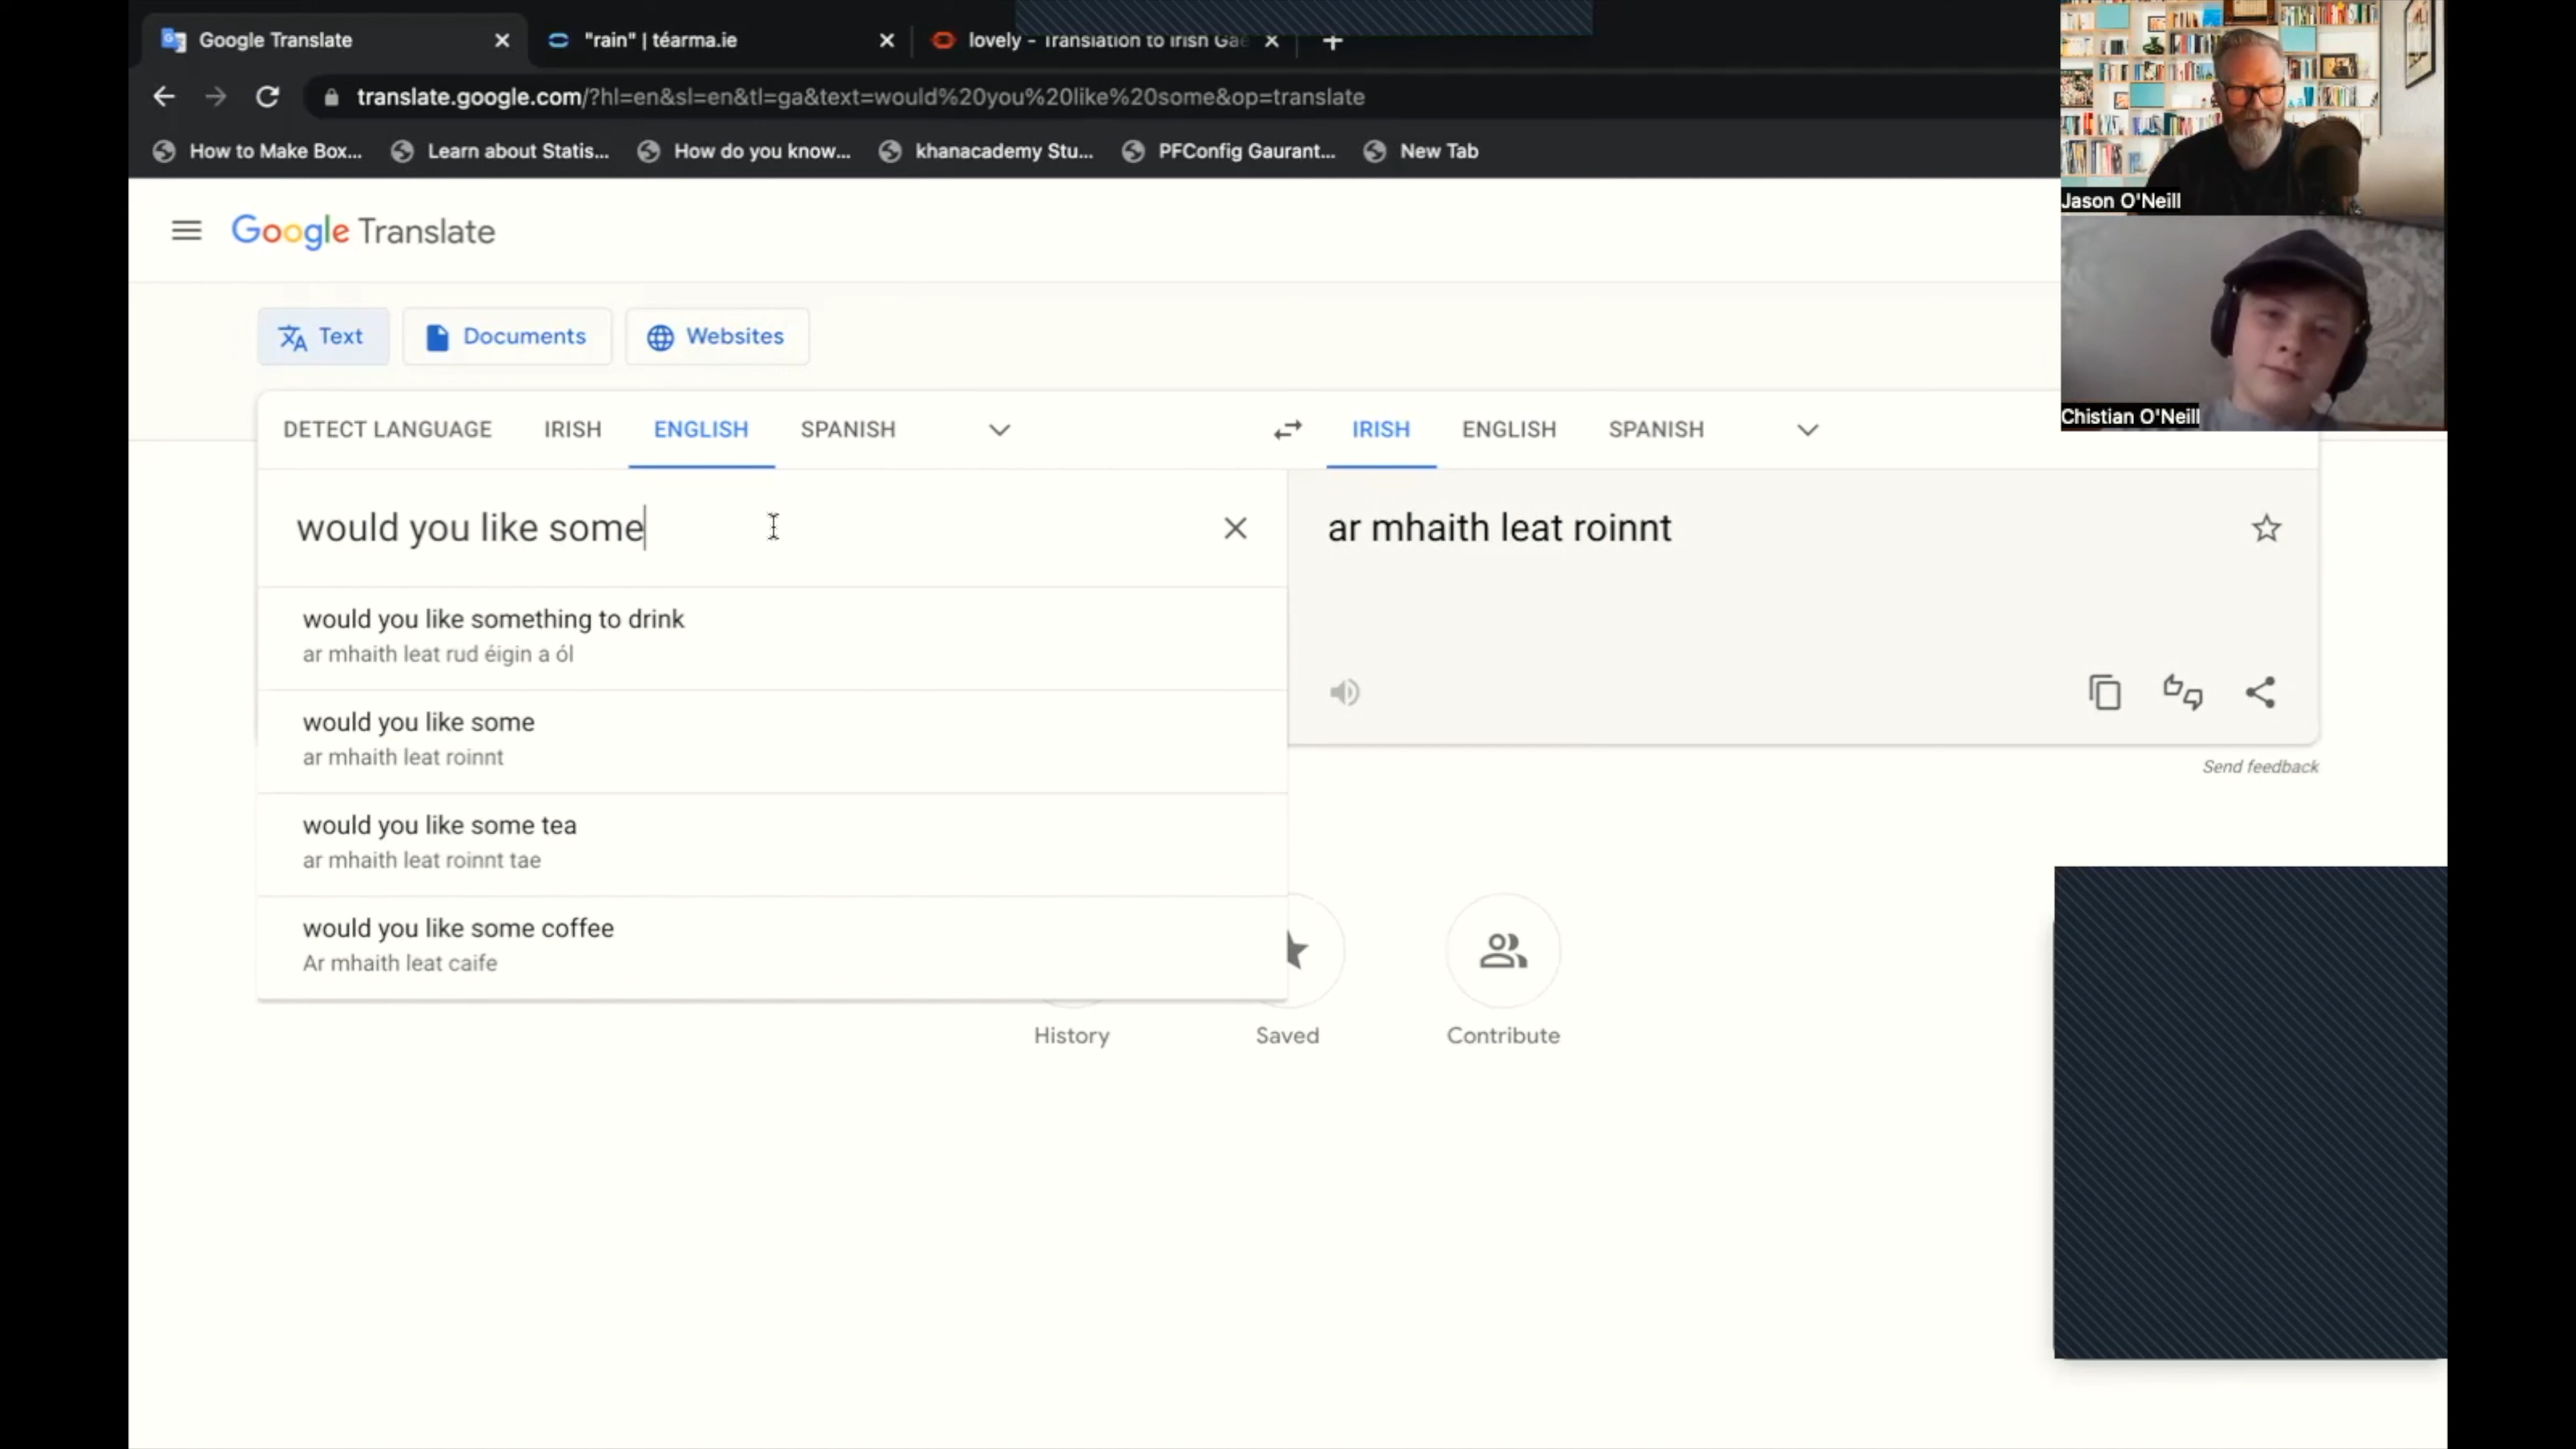 Google Translate
"rain" | téarma.ie
lovely - Translation to Irish Gae
translate.google.com/?hl=en&sl=en&tl=ga&text=would%20you%20like%20some&op=translate
How to Make Box...
Learn about Statis...
How do you know...
khanacademy Stu...
PFConfig Gaurant...
New Tab
Jason O'Neill
Chistian O'Neill
Google Translate
Text
Documents
Websites
DETECT LANGUAGE
IRISH
ENGLISH
SPANISH
IRISH
ENGLISH
SPANISH
would you like some
ar mhaith leat roinnt
would you like something to drink
ar mhaith leat rud éigin a ól
would you like some
ar mhaith leat roinnt
would you like some tea
ar mhaith leat roinnt tae
would you like some coffee
Ar mhaith leat caife
Send feedback
History
Saved
Contribute